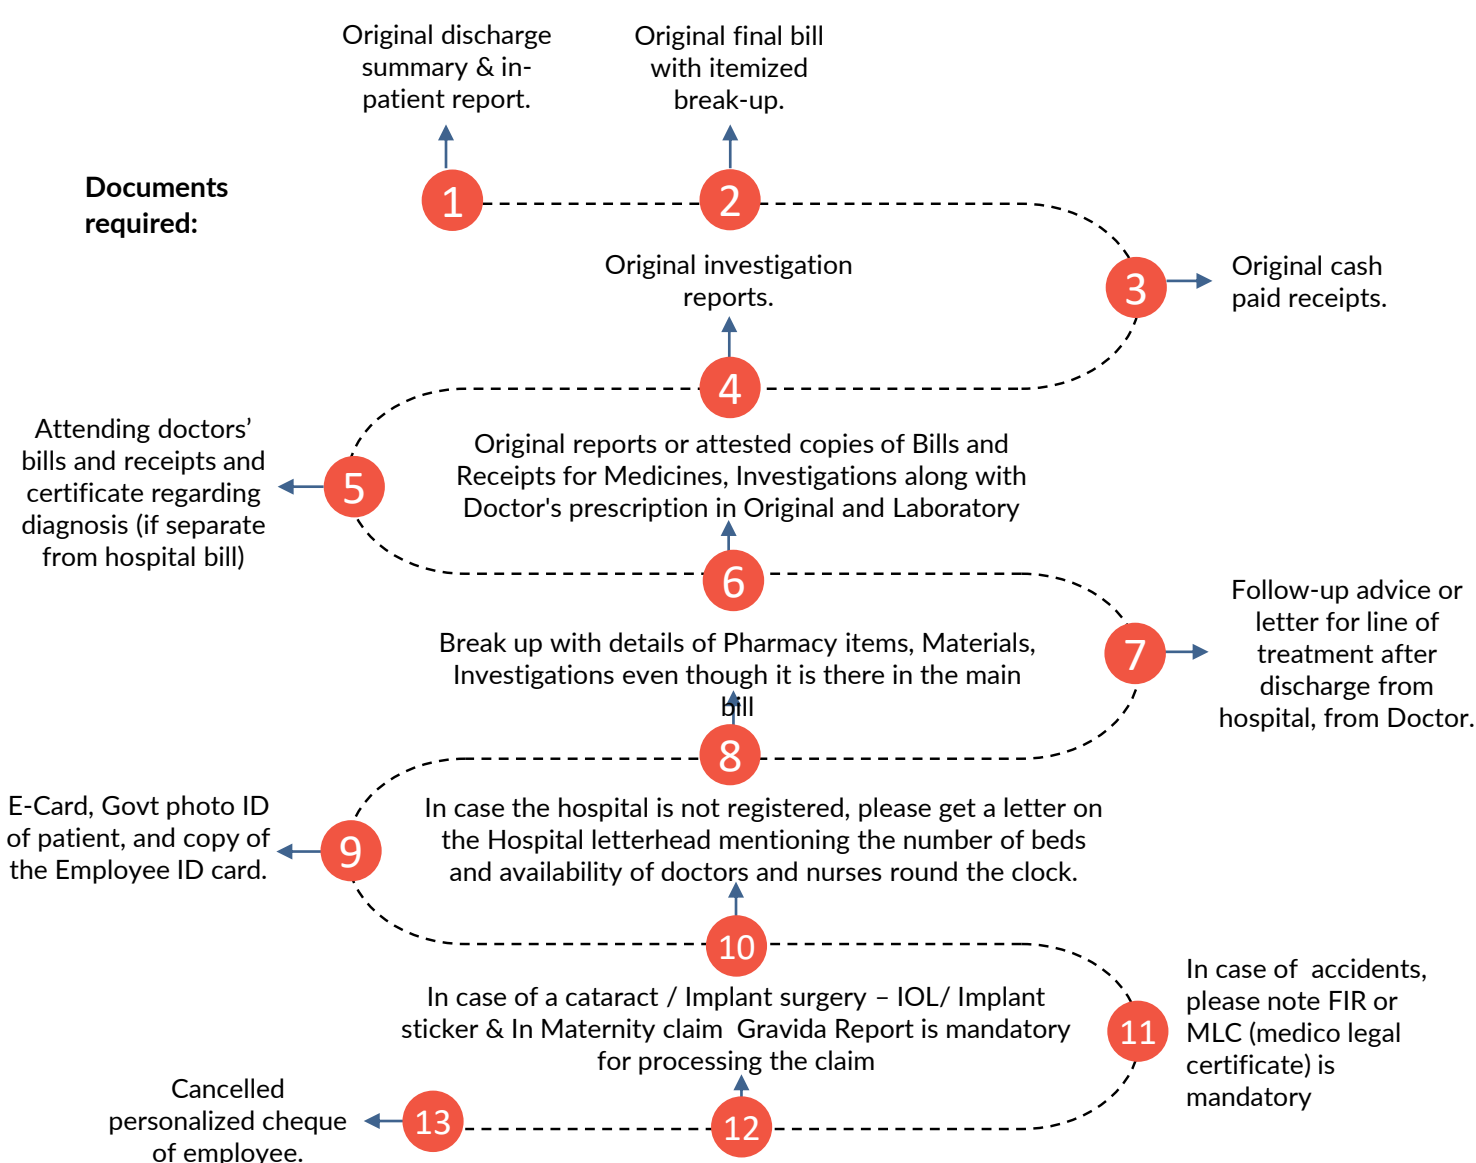 Documents
required:
Original discharge
summary & in-
patient report.
1
Original final bill
with itemized
break-up.
2
Original cash
paid receipts.
3
Original investigation
reports.
4
Attending doctors’
bills and receipts and
certificate regarding
diagnosis (if separate
from hospital bill)
5
Original reports or attested copies of Bills and
Receipts for Medicines, Investigations along with
Doctor's prescription in Original and Laboratory
6
Follow-up advice or
letter for line of
treatment after
discharge from
hospital, from Doctor.
7
Break up with details of Pharmacy items, Materials,
Investigations even though it is there in the main
bill
8
E-Card, Govt photo ID
of patient, and copy of
the Employee ID card.
9
In case the hospital is not registered, please get a letter on
the Hospital letterhead mentioning the number of beds
and availability of doctors and nurses round the clock.
10
In case of  accidents,
please note FIR or
MLC (medico legal
certificate) is
mandatory
11
In case of a cataract / Implant surgery – IOL/ Implant
sticker & In Maternity claim  Gravida Report is mandatory
for processing the claim
12
Cancelled
personalized cheque
of employee.
13